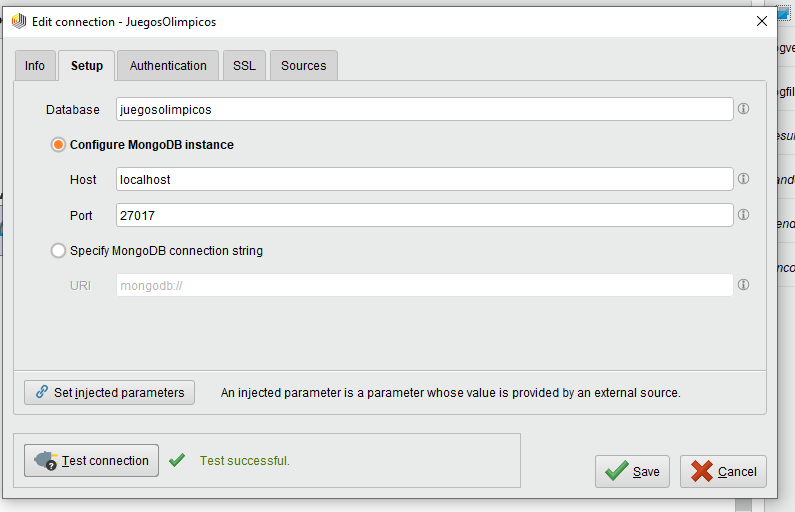 Edit connection - JuegosOlimpicos
Info Setup Authentication SSL Sources
Database juegosolimpicos
Configure MongoDB instance
Host localhost
Port 27017
Specify MongoDB connection string
URI mongodb://
Set injected parameters An injected parameter is a parameter whose value is provided by an external source.
Test connection Test successful.
Save Cancel